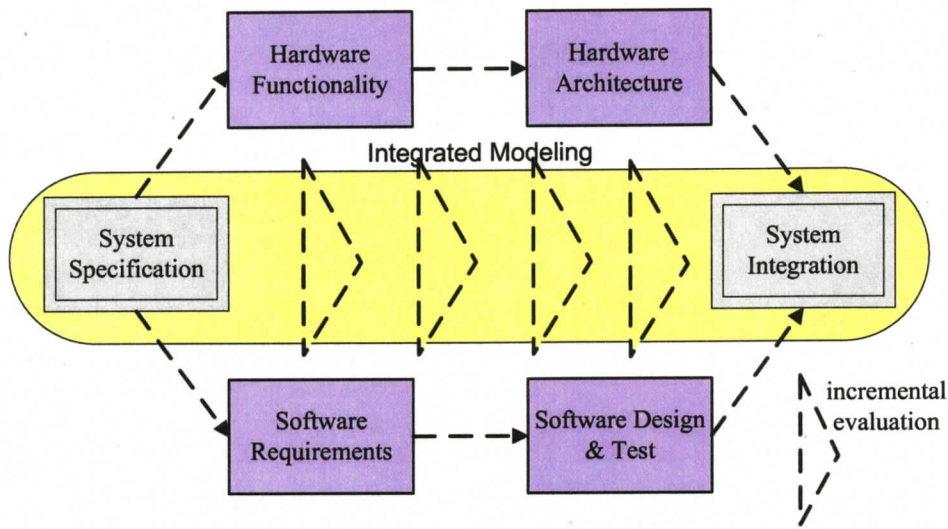 Hardware
Functionality
Hardware
Architecture
Integrated Modeling
System
Specification
System
Integration
Software
Requirements
Software Design
& Test
incremental
evaluation